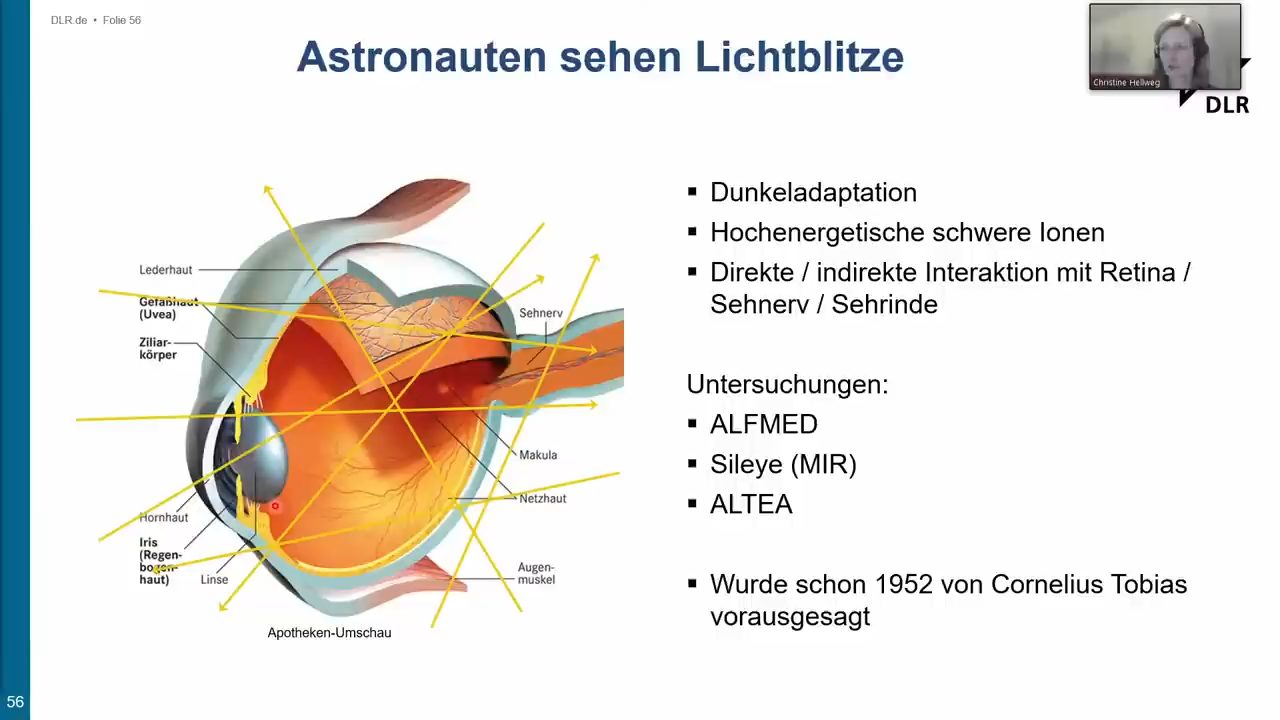 DLR.de • Folie 56
Astronauten sehen Lichtblitze
Christine Hellweg
DLR
Lederhaut
Gefäßhaut
(Uvea)
Ziliar-
körper
Sehnerv
Makula
Netzhaut
Hornhaut
Iris
(Regen-
bogen-
haut)
Linse
Augen-
muskel
Apotheken-Umschau
▪ Dunkeladaptation
▪ Hochenergetische schwere Ionen
▪ Direkte / indirekte Interaktion mit Retina /
Sehnerv / Sehrinde
Untersuchungen:
▪ ALFMED
▪ Sileye (MIR)
▪ ALTEA
▪ Wurde schon 1952 von Cornelius Tobias
vorausgesagt
56